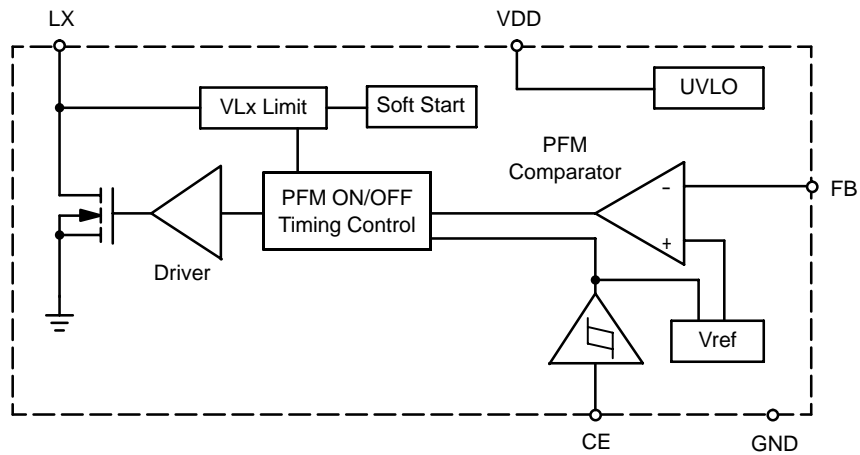 LX
VDD
VLx Limit
Soft Start
UVLO
PFM
Comparator
PFM ON/OFF
Timing Control
-
+
FB
Driver
Vref
CE
GND